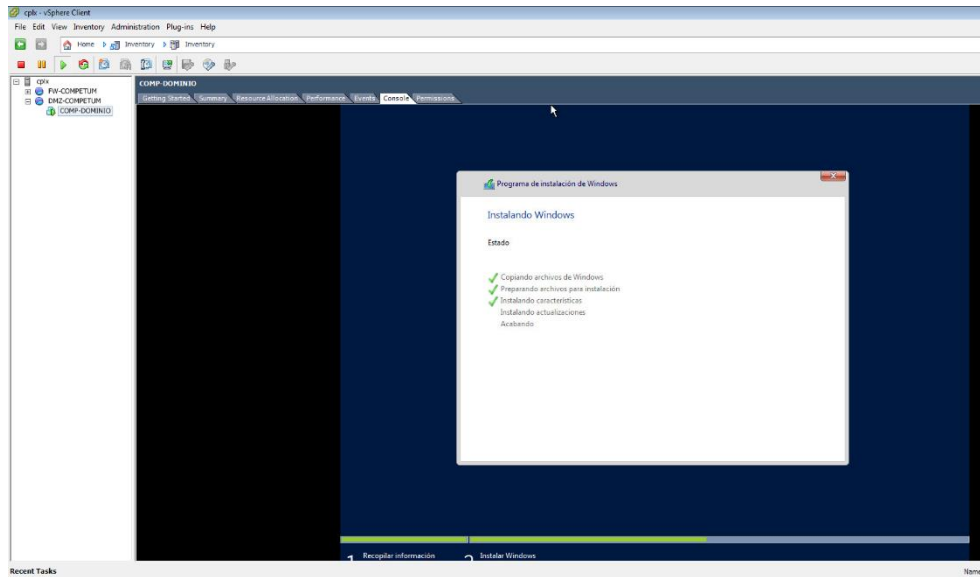 cplx - vSphere Client
File Edit View Inventory Administration Plug-ins Help
Home Inventory Inventory
cplx
FW-COMPETUM
DMZ-COMPETUM
COMP-DOMINIO
COMP-DOMINIO
Getting Started Summary Resource Allocation Performance Events Console Permissions
Programa de instalación de Windows
Instalando Windows
Estado
Copiando archivos de Windows
Preparando archivos para instalación
Instalando características
Instalando actualizaciones
Acabando
1 Recopilar información 2 Instalar Windows
Recent Tasks
Name